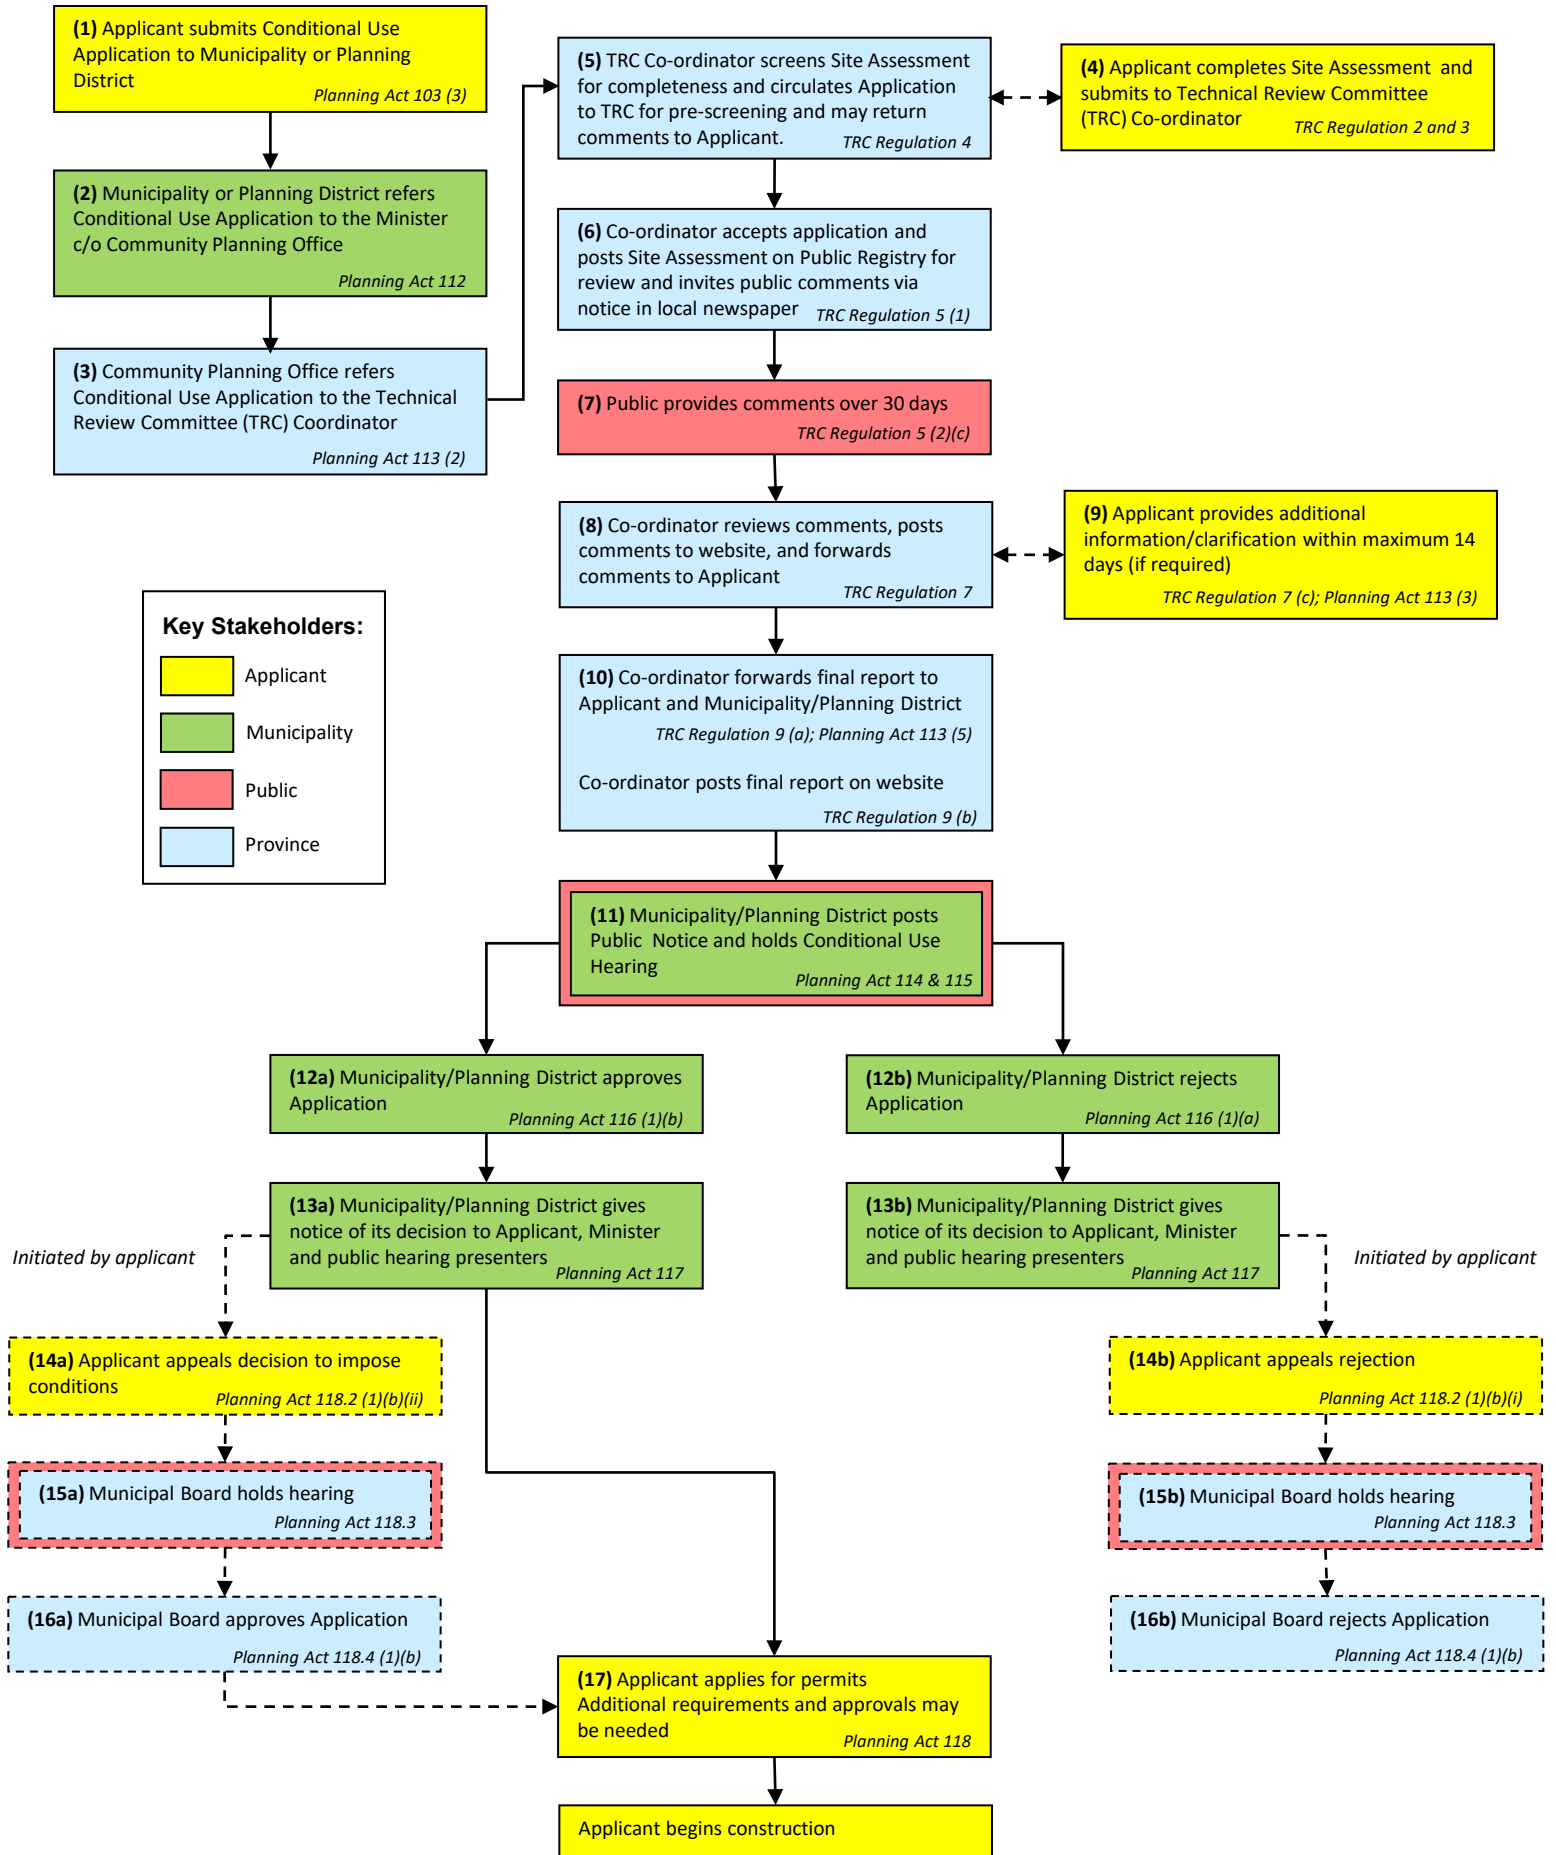 (1) Applicant submits Conditional Use
Application to Municipality or Planning
District
Planning Act 103 (3)
(2) Municipality or Planning District refers
Conditional Use Application to the Minister
c/o Community Planning Office
Planning Act 112
(3) Community Planning Office refers
Conditional Use Application to the Technical
Review Committee (TRC) Coordinator
Planning Act 113 (2)
(4) Applicant completes Site Assessment and
submits to Technical Review Committee
(TRC) Co-ordinator
TRC Regulation 2 and 3
(5) TRC Co-ordinator screens Site Assessment
for completeness and circulates Application
to TRC for pre-screening and may return
comments to Applicant.
TRC Regulation 4
(6) Co-ordinator accepts application and
posts Site Assessment on Public Registry for
review and invites public comments via
notice in local newspaper
TRC Regulation 5 (1)
(7) Public provides comments over 30 days
TRC Regulation 5 (2)(c)
(8) Co-ordinator reviews comments, posts
comments to website, and forwards
comments to Applicant
TRC Regulation 7
(9) Applicant provides additional
information/clarification within maximum 14
days (if required)
TRC Regulation 7 (c); Planning Act 113 (3)
Key Stakeholders:
Applicant
Municipality
Public
Province
(10) Co-ordinator forwards final report to
Applicant and Municipality/Planning District
TRC Regulation 9 (a); Planning Act 113 (5)
Co-ordinator posts final report on website
TRC Regulation 9 (b)
(11) Municipality/Planning District posts
Public Notice and holds Conditional Use
Hearing
Planning Act 114 & 115
(12a) Municipality/Planning District approves
Application
Planning Act 116 (1)(b)
(12b) Municipality/Planning District rejects
Application
Planning Act 116 (1)(a)
(13a) Municipality/Planning District gives
notice of its decision to Applicant, Minister
and public hearing presenters
Planning Act 117
(13b) Municipality/Planning District gives
notice of its decision to Applicant, Minister
and public hearing presenters
Planning Act 117
Initiated by applicant
Initiated by applicant
(14a) Applicant appeals decision to impose
conditions
Planning Act 118.2 (1)(b)(ii)
(14b) Applicant appeals rejection
Planning Act 118.2 (1)(b)(i)
(15a) Municipal Board holds hearing
Planning Act 118.3
(15b) Municipal Board holds hearing
Planning Act 118.3
(16a) Municipal Board approves Application
Planning Act 118.4 (1)(b)
(16b) Municipal Board rejects Application
Planning Act 118.4 (1)(b)
(17) Applicant applies for permits
Additional requirements and approvals may
be needed
Planning Act 118
Applicant begins construction